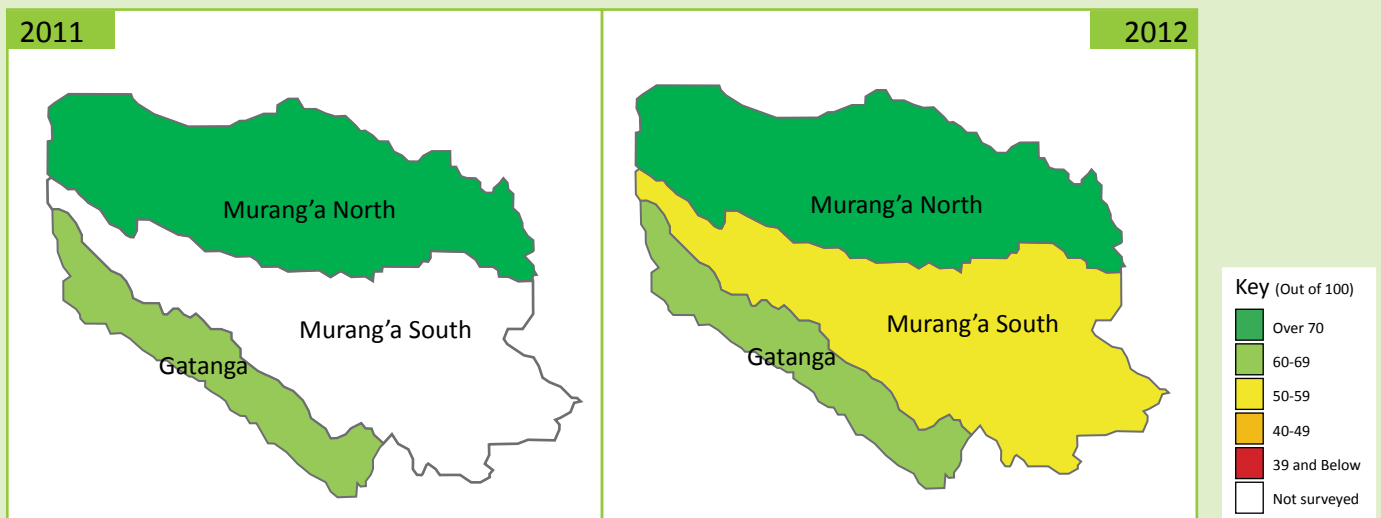 2011
2012
Murang’a North
Murang’a South
Gatanga
Murang’a North
Murang’a South
Gatanga
Key (Out of 100)
Over 70
60-69
50-59
40-49
39 and Below
Not surveyed